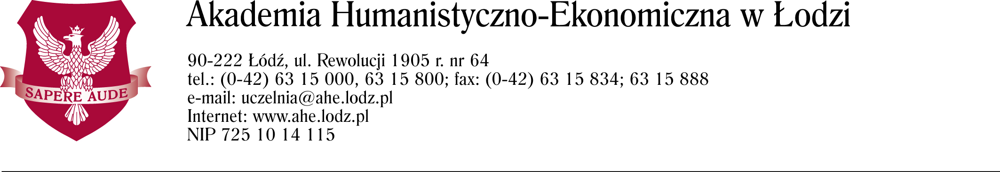 Akademia Humanistyczno-Ekonomiczna w Łodzi
90-222 Łódź, ul. Rewolucji 1905 r. nr 64
tel.: (0-42) 63 15 000, 63 15 800; fax: (0-42) 63 15 834; 63 15 888
e-mail: uczelnia@ahe.lodz.pl
Internet: www.ahe.lodz.pl
NIP 725 10 14 115
SAPERE AUDE